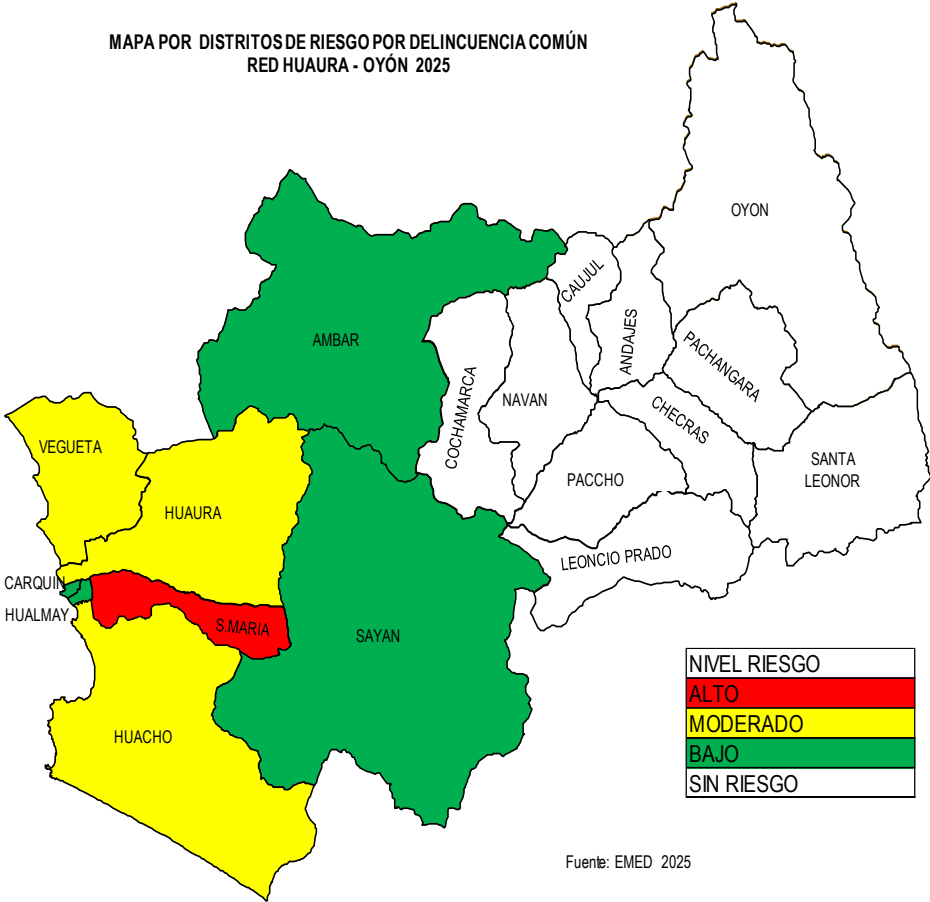 MAPA POR DISTRITOS DE RIESGO POR DELINCUENCIA COMÚN
RED HUAURA - OYÓN 2025
OYON
CAUJUL
ANDAJES
AMBAR
PACHANGARA
COCHAMARCA
NAVAN
CHECRAS
VEGUETA
SANTA
LEONOR
PACCHO
HUAURA
LEONCIO PRADO
CARQUIN
HUALMAY
S.MARIA
SAYAN
HUACHO
NIVEL RIESGO
ALTO
MODERADO
BAJO
SIN RIESGO
Fuente: EMED 2025